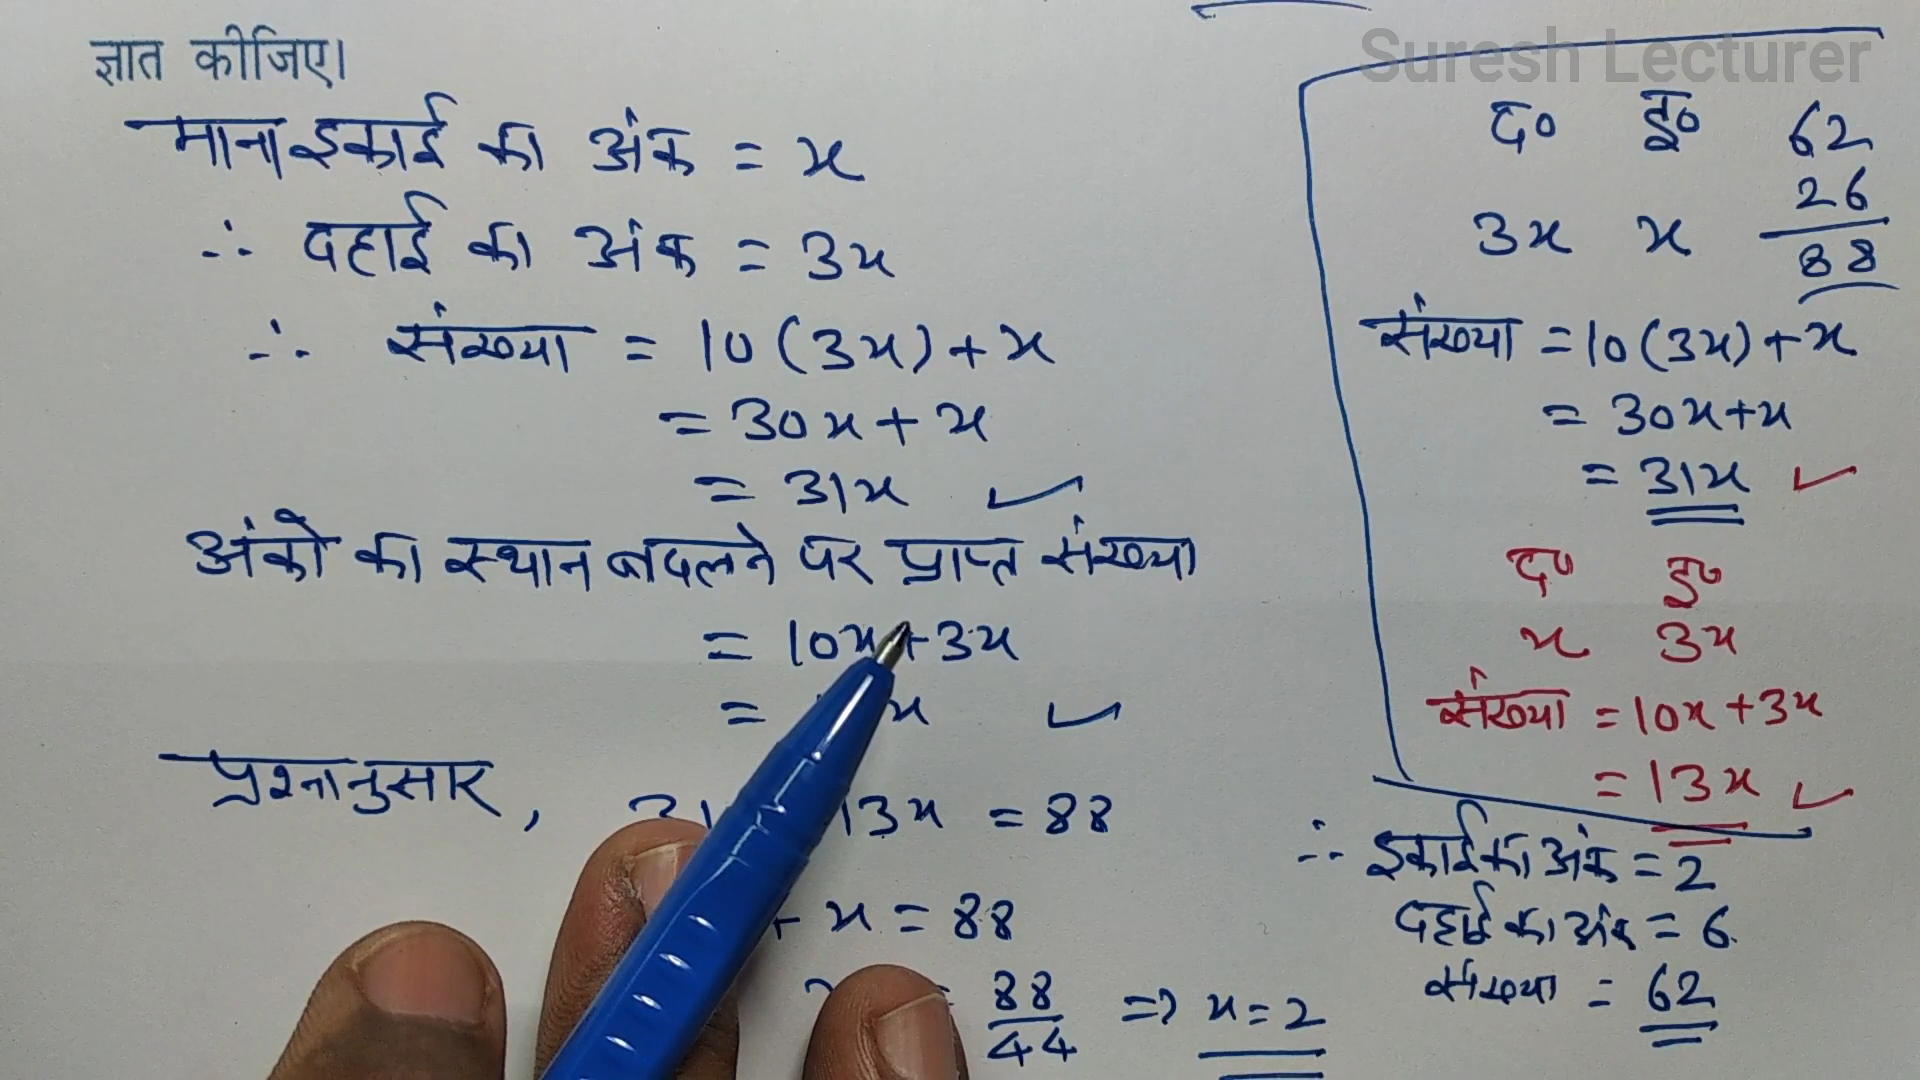 Suresh Lecturer
ज्ञात कीजिए।
माना इकाई का अंक = x
∴ दहाई का अंक = 3x
∴ संख्या = 10(3x)+x
= 30x+x
= 31x ✓
अंको का स्थान बदलने पर प्राप्त संख्या
= 10x+3x
= x ✓
प्रश्नानुसार, 31 13x = 88
+ x = 88
= 88/44 => x=2
द० इ० 62
26
3x x 88
संख्या = 10(3x)+x
= 30x+x
= 31x ✓
द० इ०
x 3x
संख्या = 10x+3x
= 13x ✓
∴ इकाई का अंक = 2
दहाई का अंक = 6
संख्या = 62